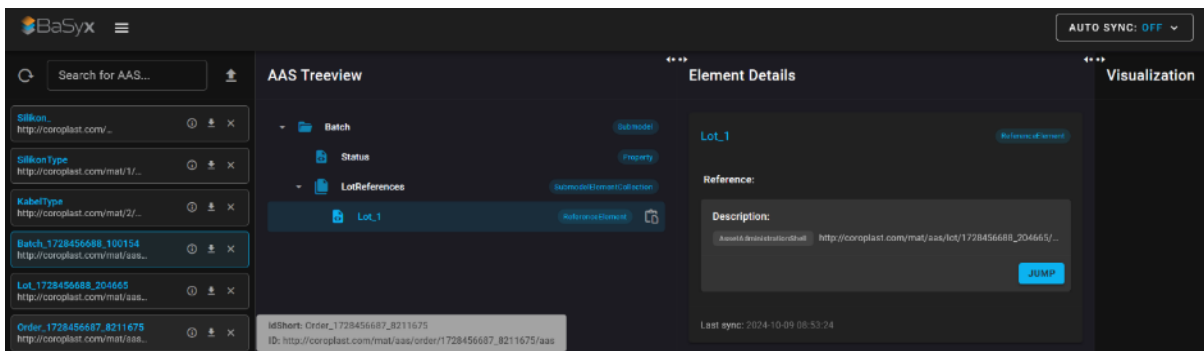 BaSyx
AUTO SYNC: OFF
Search for AAS...
AAS Treeview
Element Details
Visualization
Silikon_
http://coroplast.com/...
SilikonType
http://coroplast.com/mat/1/...
KabelType
http://coroplast.com/mat/2/...
Batch_1728456688_100154
http://coroplast.com/mat/aas...
Lot_1728456688_204665
http://coroplast.com/mat/aas...
Order_1728456687_8211675
http://coroplast.com/mat/aas...
Batch
Submodel
Status
Property
LotReferences
SubmodelElementCollection
Lot_1
ReferenceElement
idShort: Order_1728456687_8211675
ID: http://coroplast.com/mat/aas/order/1728456687_8211675/aas
Lot_1
ReferenceElement
Reference:
Description:
AssetAdministrationShell http://coroplast.com/mat/aas/lot/1728456688_204665/...
JUMP
Last sync: 2024-10-09 08:53:24